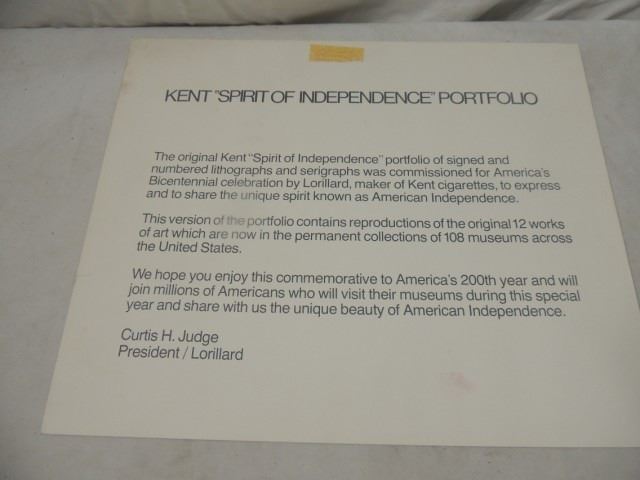 KENT "SPIRIT OF INDEPENDENCE" PORTFOLIO
The original Kent "Spirit of Independence" portfolio of signed and
numbered lithographs and serigraphs was commissioned for America's
Bicentennial celebration by Lorillard, maker of Kent cigarettes, to express
and to share the unique spirit known as American Independence.
This version of the portfolio contains reproductions of the original 12 works
of art which are now in the permanent collections of 108 museums across
the United States.
We hope you enjoy this commemorative to America's 200th year and will
join millions of Americans who will visit their museums during this special
year and share with us the unique beauty of American Independence.
Curtis H. Judge
President / Lorillard